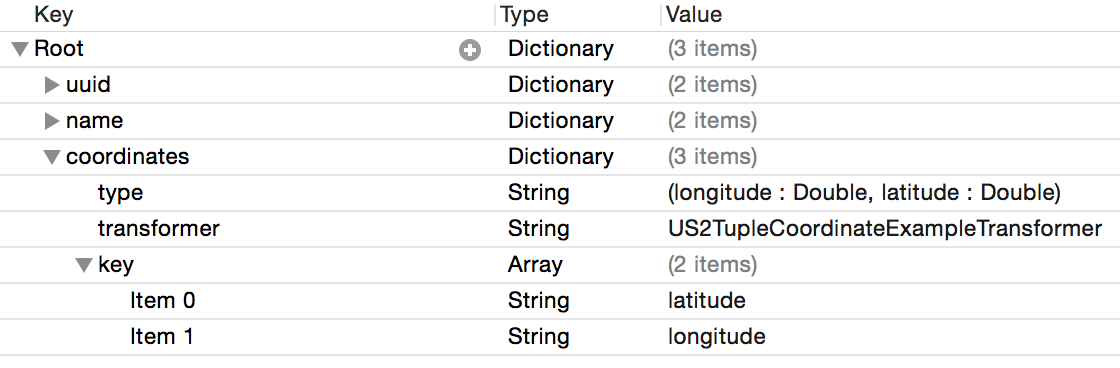 Key Type Value
Root Dictionary (3 items)
uuid Dictionary (2 items)
name Dictionary (2 items)
coordinates Dictionary (3 items)
type String (longitude : Double, latitude : Double)
transformer String US2TupleCoordinateExampleTransformer
key Array (2 items)
Item 0 String latitude
Item 1 String longitude